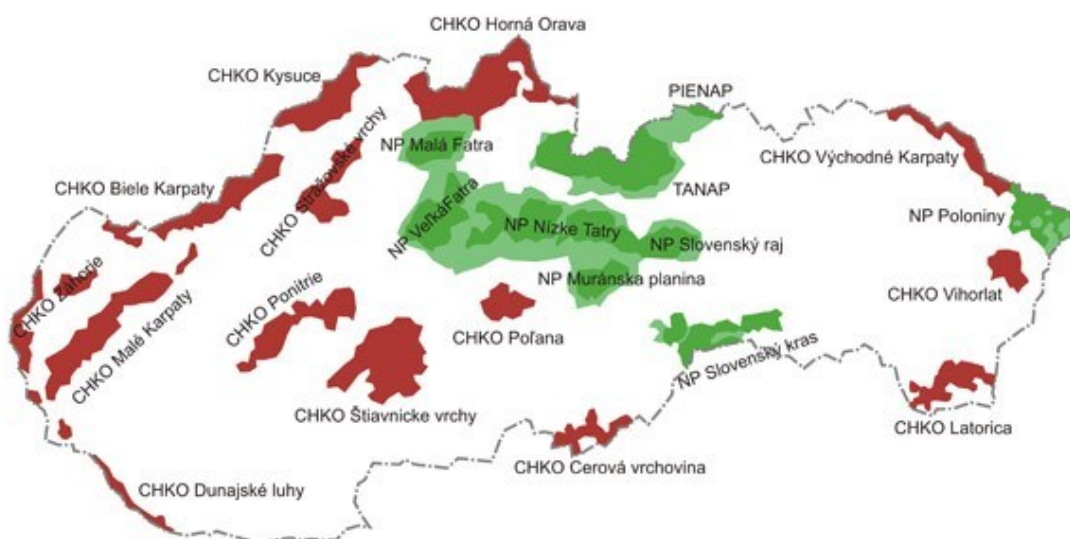 CHKO Horná Orava
CHKO Kysuce
PIENAP
CHKO Strážovské vrchy
NP Malá Fatra
CHKO Východné Karpaty
CHKO Biele Karpaty
TANAP
NP VeľkáFatra
NP Poloniny
NP Nízke Tatry
NP Slovenský raj
CHKO Záhorie
NP Muránska planina
CHKO Ponitrie
CHKO Vihorlat
CHKO Malé Karpaty
CHKO Poľana
NP Slovenský kras
CHKO Štiavnicke vrchy
CHKO Latorica
CHKO Cerová vrchovina
CHKO Dunajské luhy